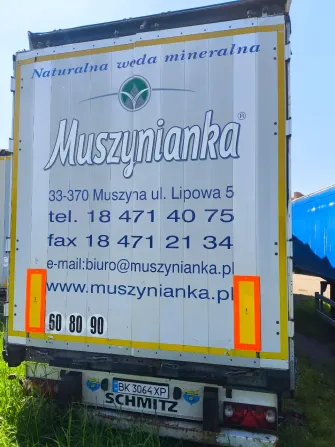 Naturalna woda mineralna
Muszynianka®
33-370 Muszyna ul. Lipowa 5
tel. 18 471 40 75
fax 18 471 21 34
e-mail:biuro@muszynianka.pl
www.muszynianka.pl
60 80 90
BK 3064 XP
SCHMITZ